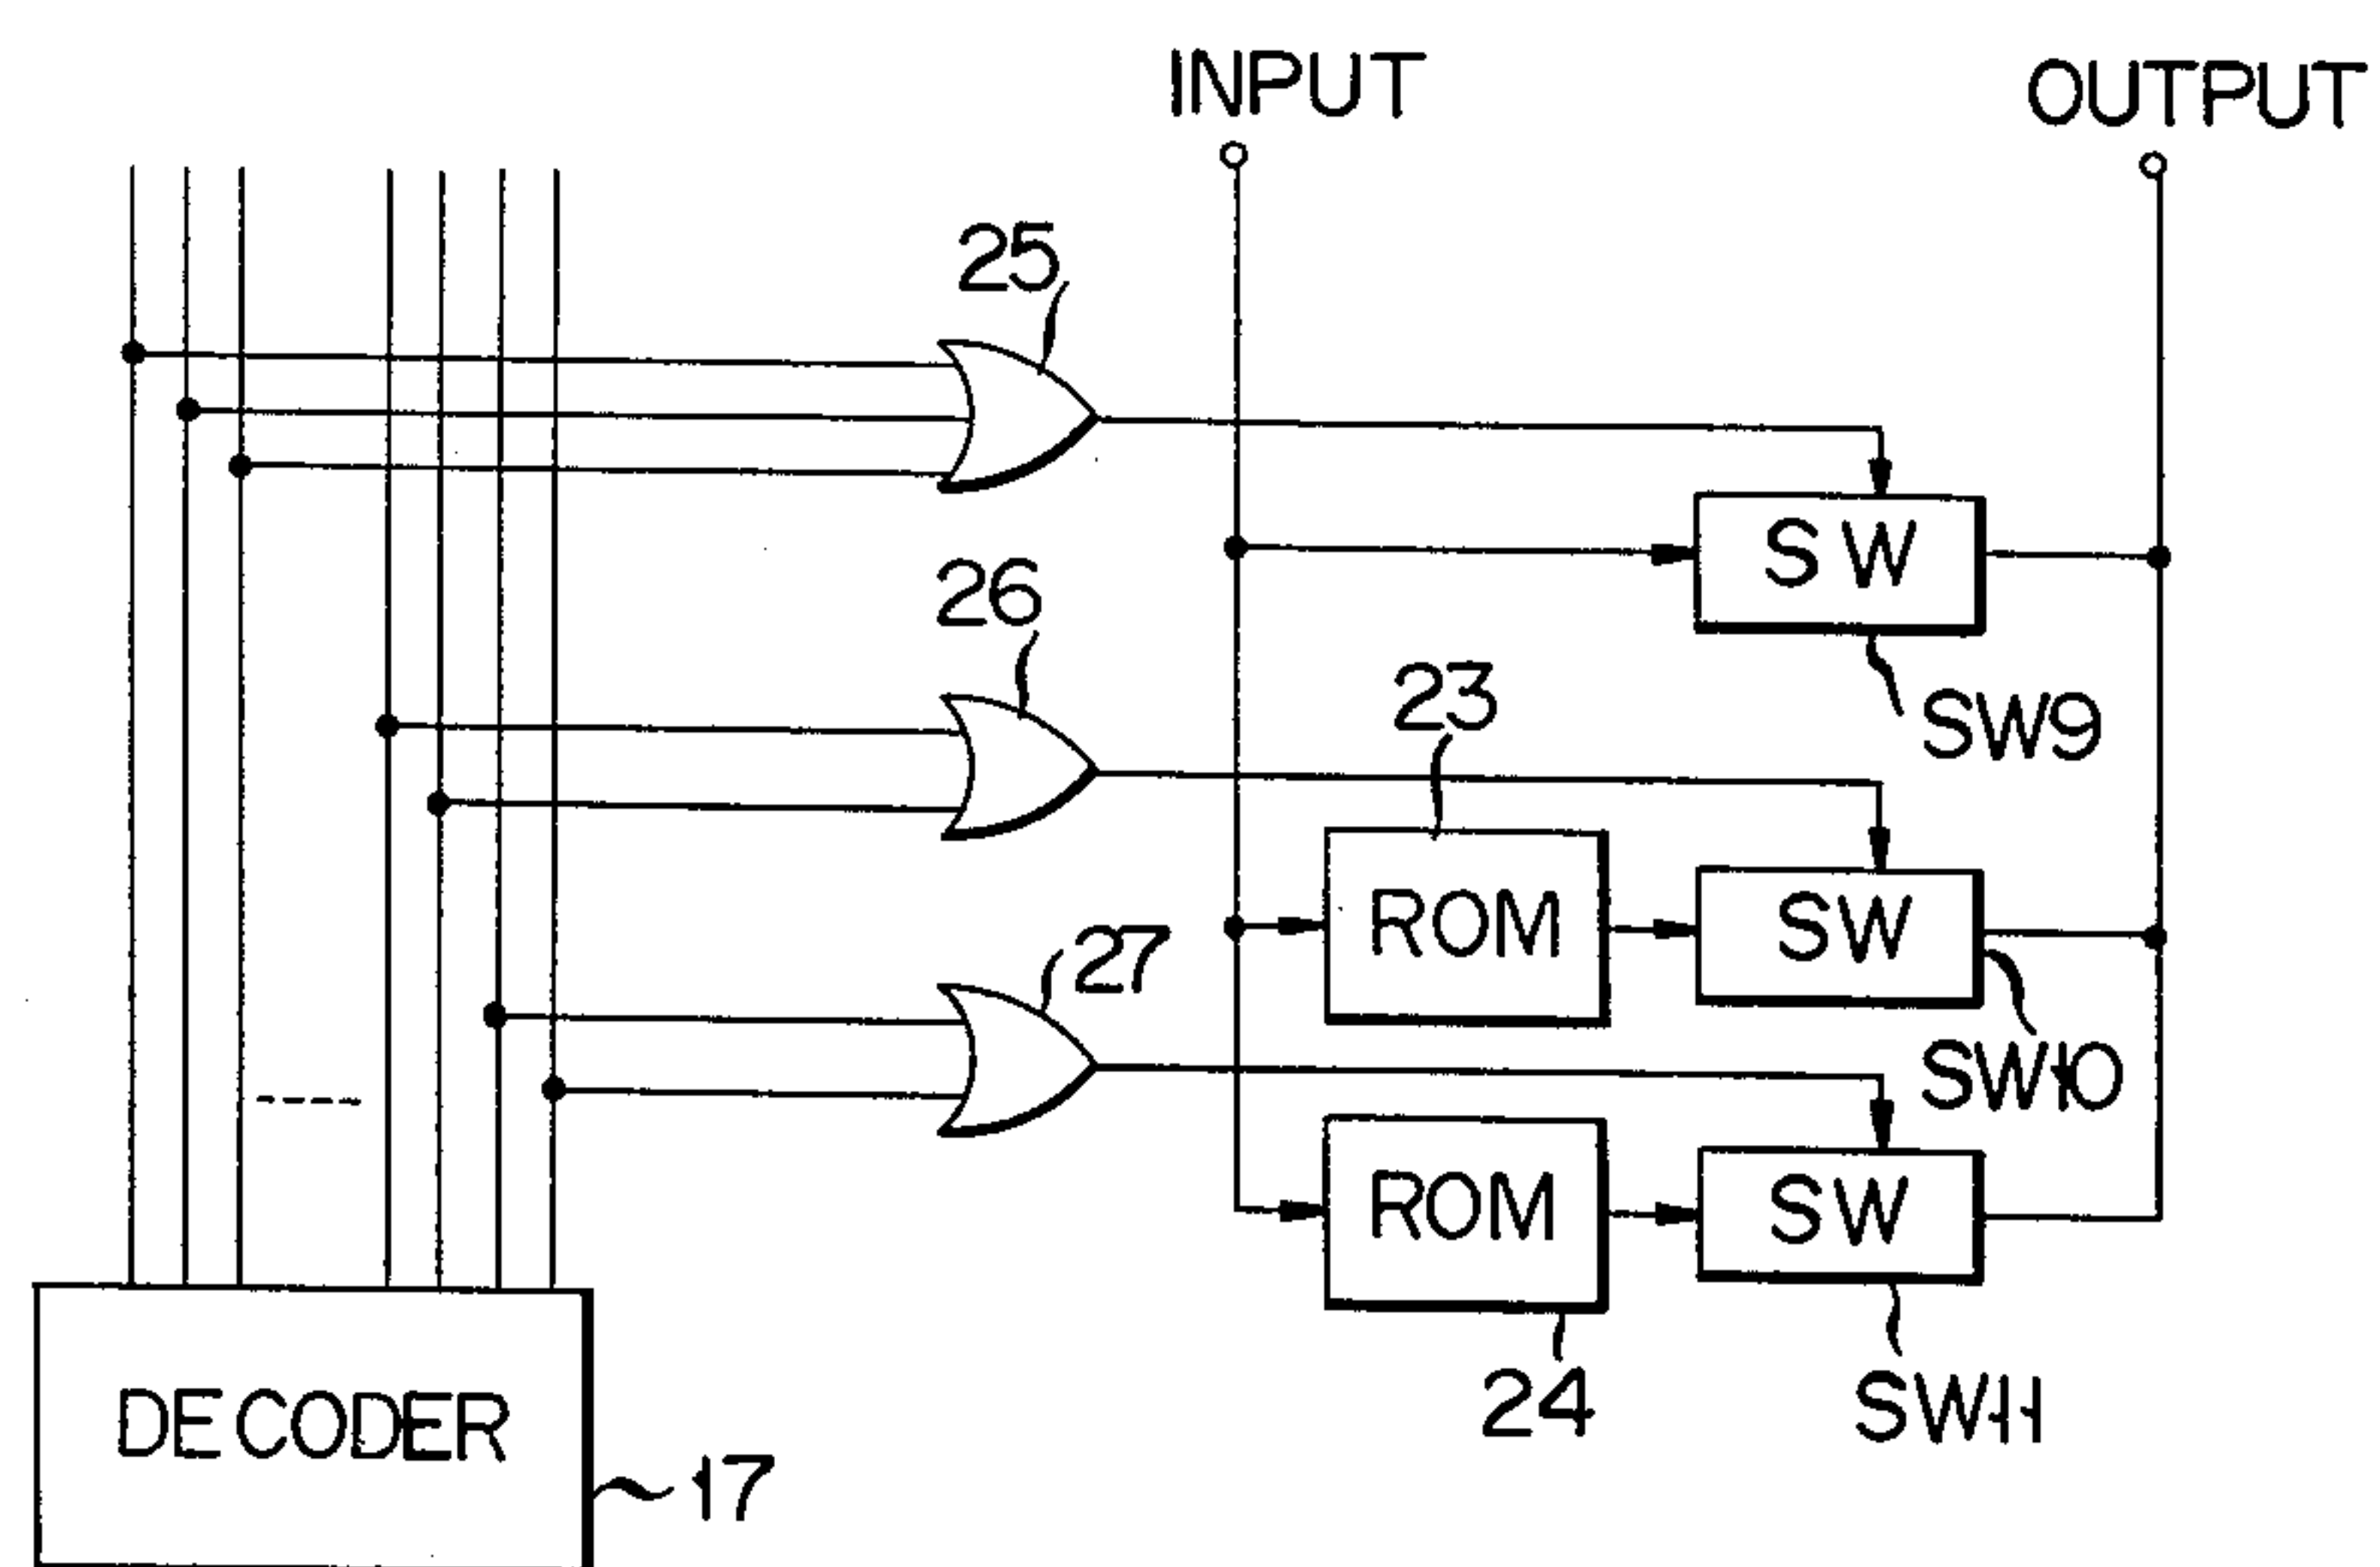 INPUT
OUTPUT
25
SW
SW9
26
23
ROM
SW
SW10
27
ROM
SW
24
SW11
DECODER
17